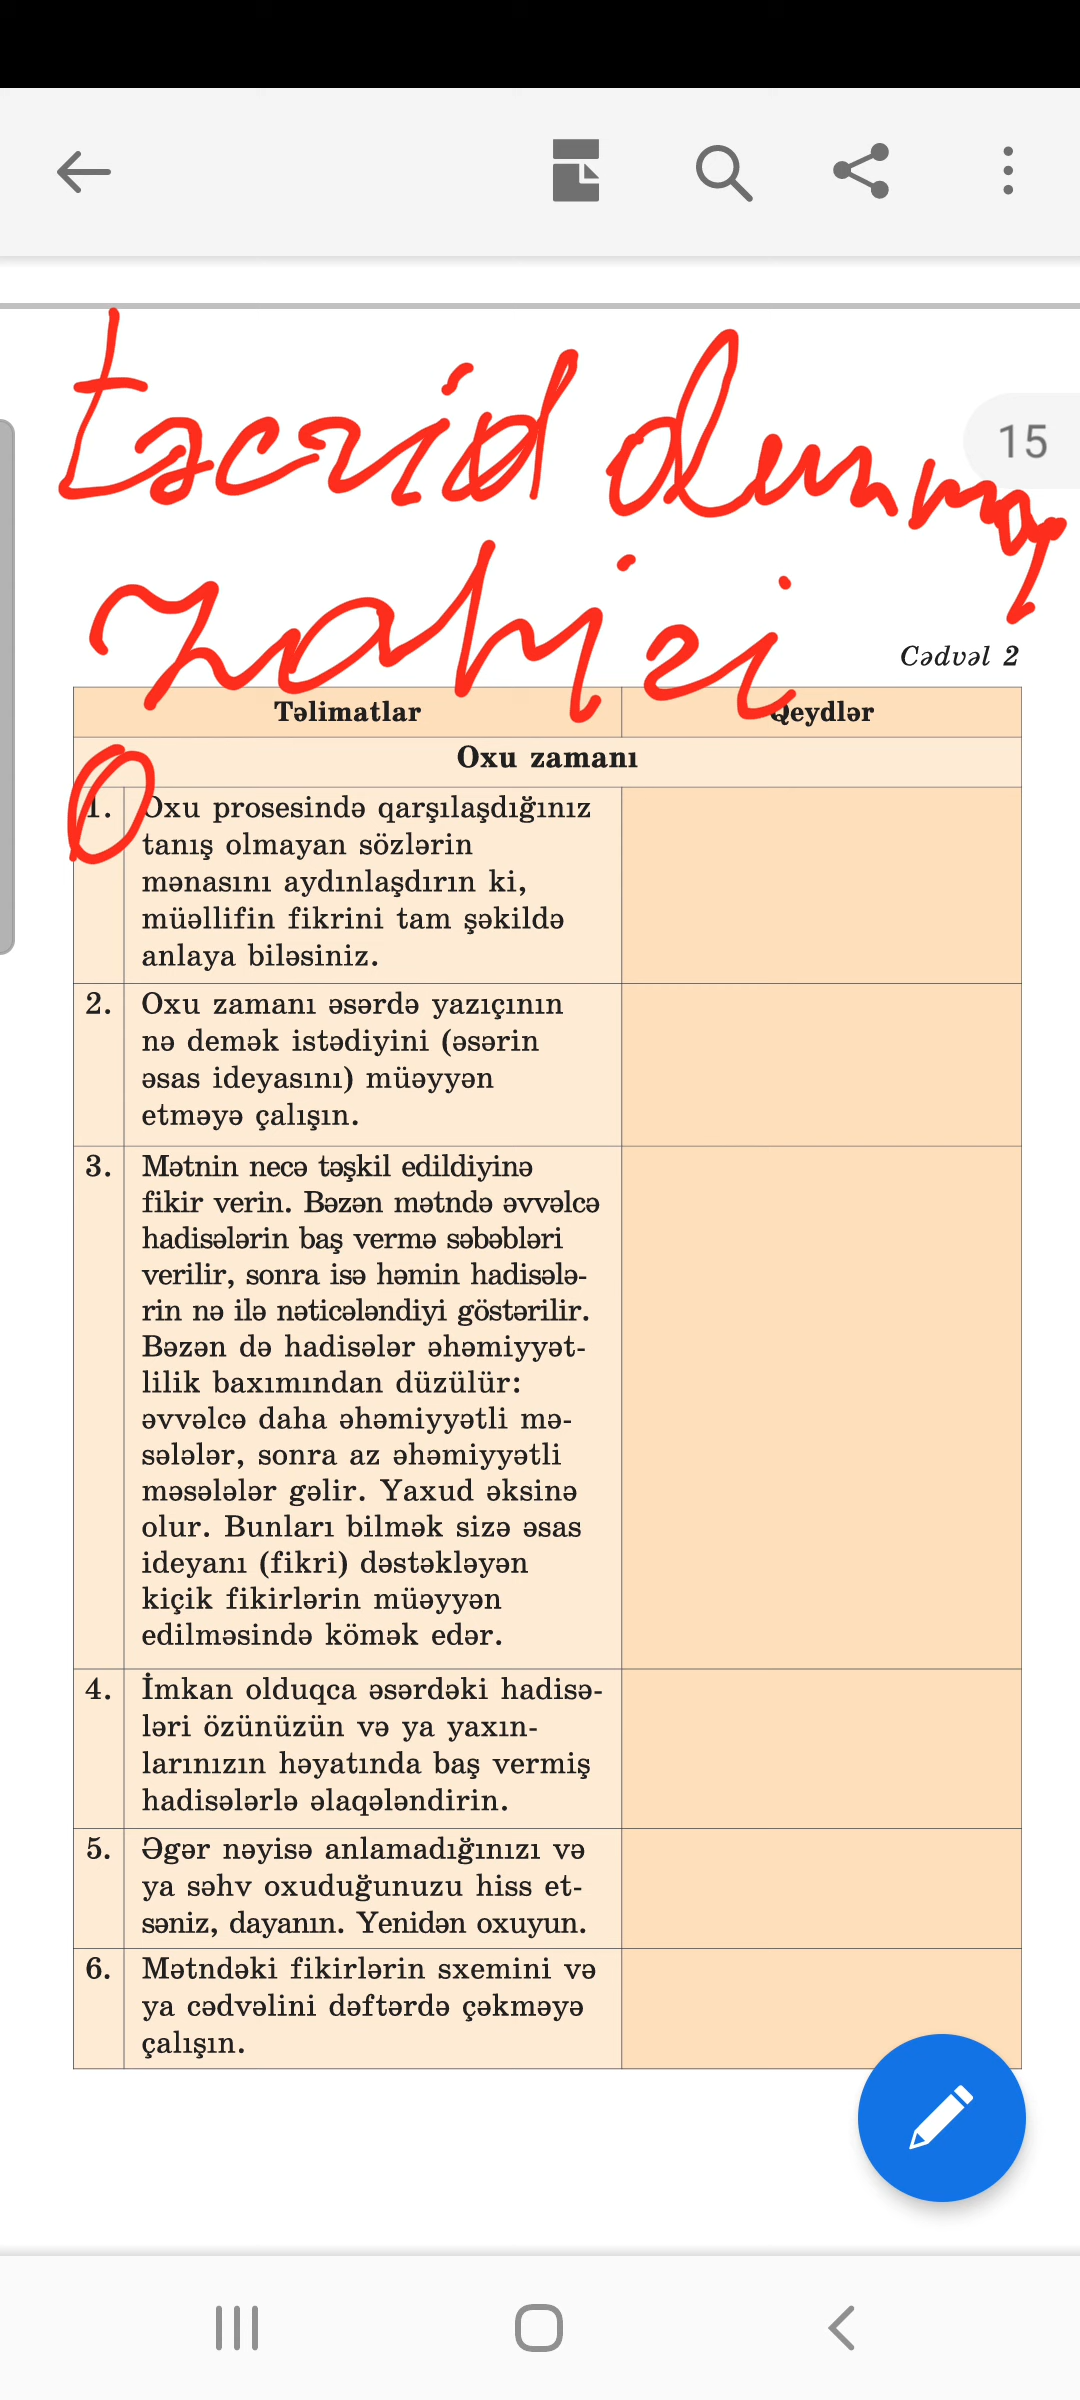 təcrid olunmaq
15
zahiri
Cədvəl 2
Təlimatlar Qeydlər
Oxu zamanı
1. Oxu prosesində qarşılaşdığınız
tanış olmayan sözlərin
mənasını aydınlaşdırın ki,
müəllifin fikrini tam şəkildə
anlaya biləsiniz.
2. Oxu zamanı əsərdə yazıçının
nə demək istədiyini (əsərin
əsas ideyasını) müəyyən
etməyə çalışın.
3. Mətnin necə təşkil edildiyinə
fikir verin. Bəzən mətndə əvvəlcə
hadisələrin baş vermə səbəbləri
verilir, sonra isə həmin hadisələ-
rin nə ilə nəticələndiyi göstərilir.
Bəzən də hadisələr əhəmiyyət-
lilik baxımından düzülür:
əvvəlcə daha əhəmiyyətli mə-
sələlər, sonra az əhəmiyyətli
məsələlər gəlir. Yaxud əksinə
olur. Bunları bilmək sizə əsas
ideyanı (fikri) dəstəkləyən
kiçik fikirlərin müəyyən
edilməsində kömək edər.
4. İmkan olduqca əsərdəki hadisə-
ləri özünüzün və ya yaxın-
larınızın həyatında baş vermiş
hadisələrlə əlaqələndirin.
5. Əgər nəyisə anlamadığınızı və
ya səhv oxuduğunuzu hiss et-
səniz, dayanın. Yenidən oxuyun.
6. Mətndəki fikirlərin sxemini və
ya cədvəlini dəftərdə çəkməyə
çalışın.